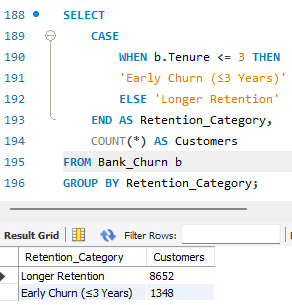 188 SELECT
189 CASE
190 WHEN b.Tenure <= 3 THEN
191 'Early Churn (≤3 Years)'
192 ELSE 'Longer Retention'
193 END AS Retention_Category,
194 COUNT(*) AS Customers
195 FROM Bank_Churn b
196 GROUP BY Retention_Category;
Result Grid Filter Rows:
Retention_Category Customers
Longer Retention 8652
Early Churn (≤3 Years) 1348